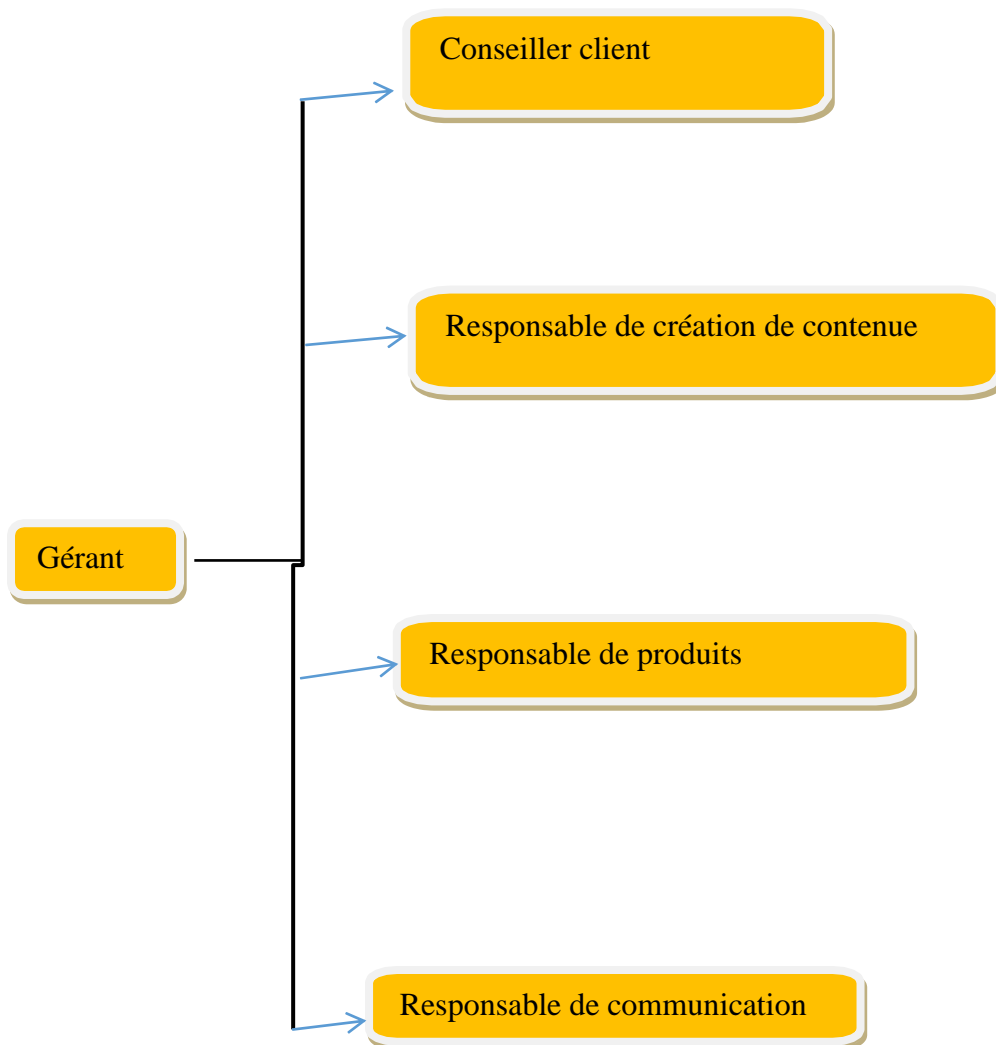 Conseiller client
Responsable de création de contenue
Gérant
Responsable de produits
Responsable de communication